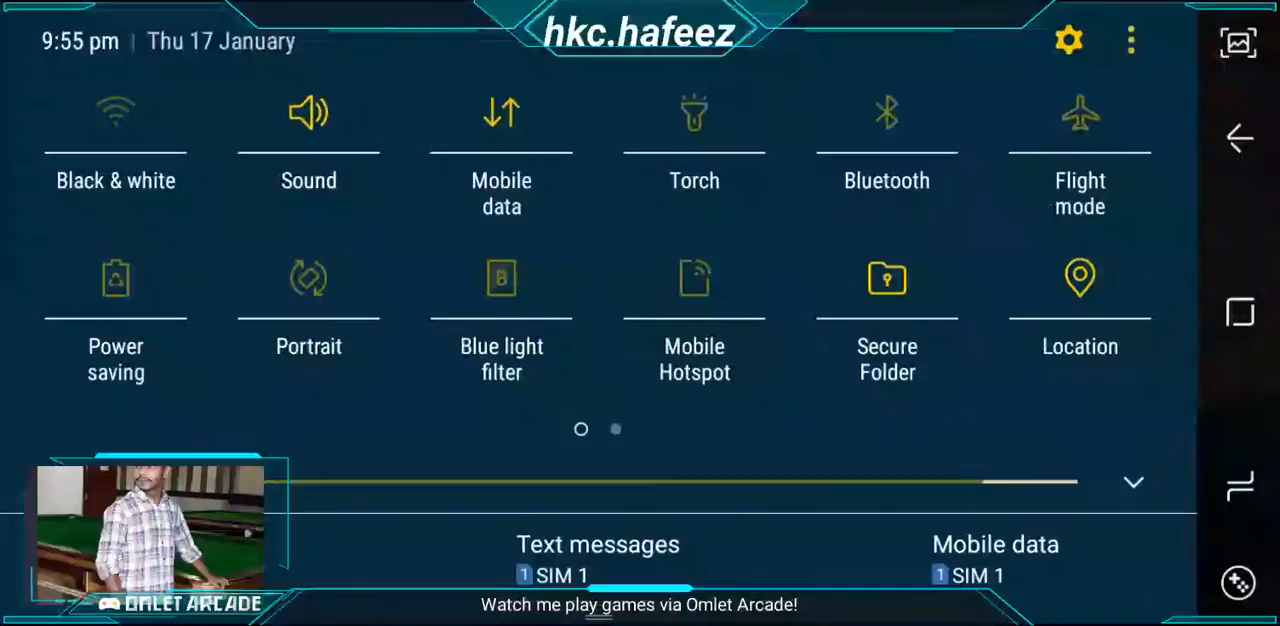 hkc.hafeez
9:55 pm | Thu 17 January
Black & white
Sound
Mobile
data
Torch
Bluetooth
Flight
mode
Power
saving
Portrait
B
Blue light
filter
Mobile
Hotspot
Secure
Folder
Location
Text messages
1 SIM 1
Mobile data
1 SIM 1
OMLET ARCADE
Watch me play games via Omlet Arcade!